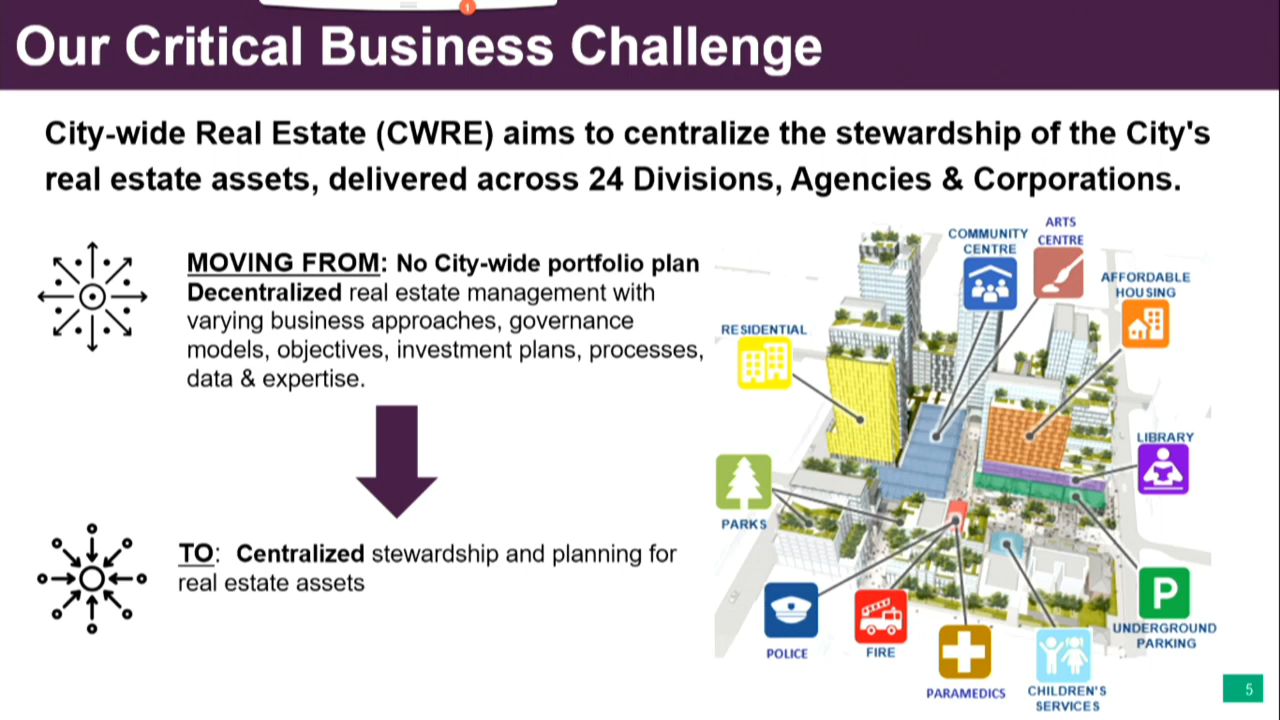 1
Our Critical Business Challenge
City-wide Real Estate (CWRE) aims to centralize the stewardship of the City's
real estate assets, delivered across 24 Divisions, Agencies & Corporations.
MOVING FROM: No City-wide portfolio plan
Decentralized real estate management with
varying business approaches, governance
models, objectives, investment plans, processes,
data & expertise.
TO: Centralized stewardship and planning for
real estate assets
COMMUNITY
CENTRE
ARTS
CENTRE
AFFORDABLE
HOUSING
RESIDENTIAL
LIBRARY
PARKS
P
UNDERGROUND
PARKING
POLICE
FIRE
PARAMEDICS
CHILDREN'S
SERVICES
5